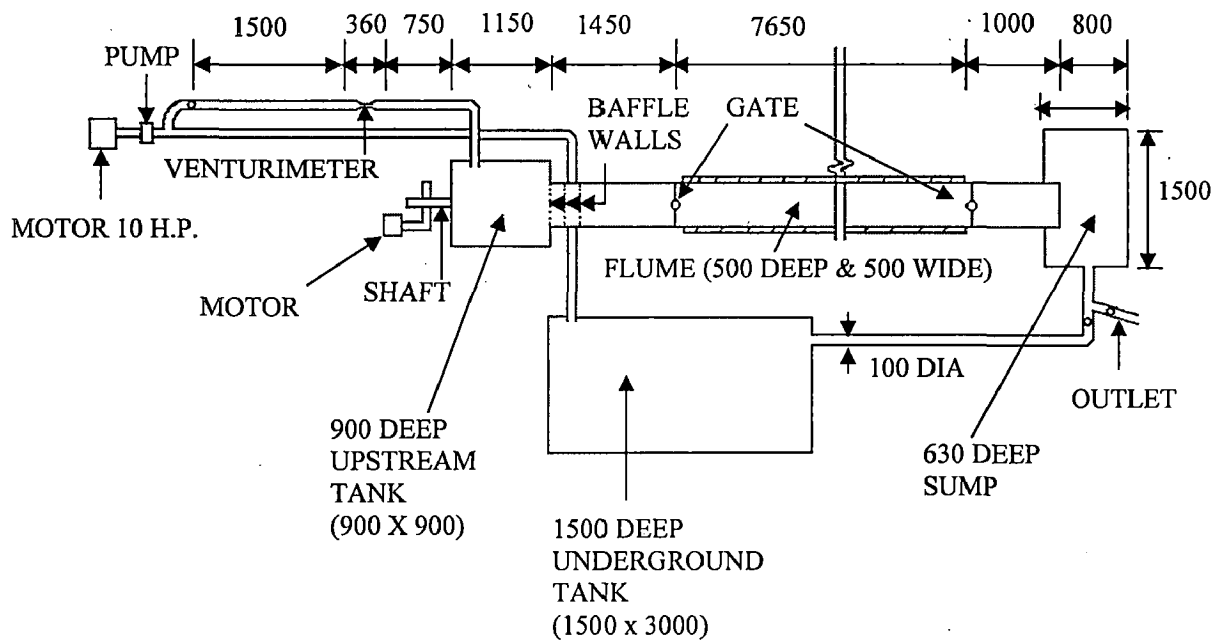 1500
360
750
1150
1450
7650
1000
800
PUMP
BAFFLE
WALLS
GATE
VENTURIMETER
1500
MOTOR 10 H.P.
FLUME (500 DEEP & 500 WIDE)
SHAFT
MOTOR
100 DIA
OUTLET
900 DEEP
UPSTREAM
TANK
(900 X 900)
630 DEEP
SUMP
1500 DEEP
UNDERGROUND
TANK
(1500 x 3000)